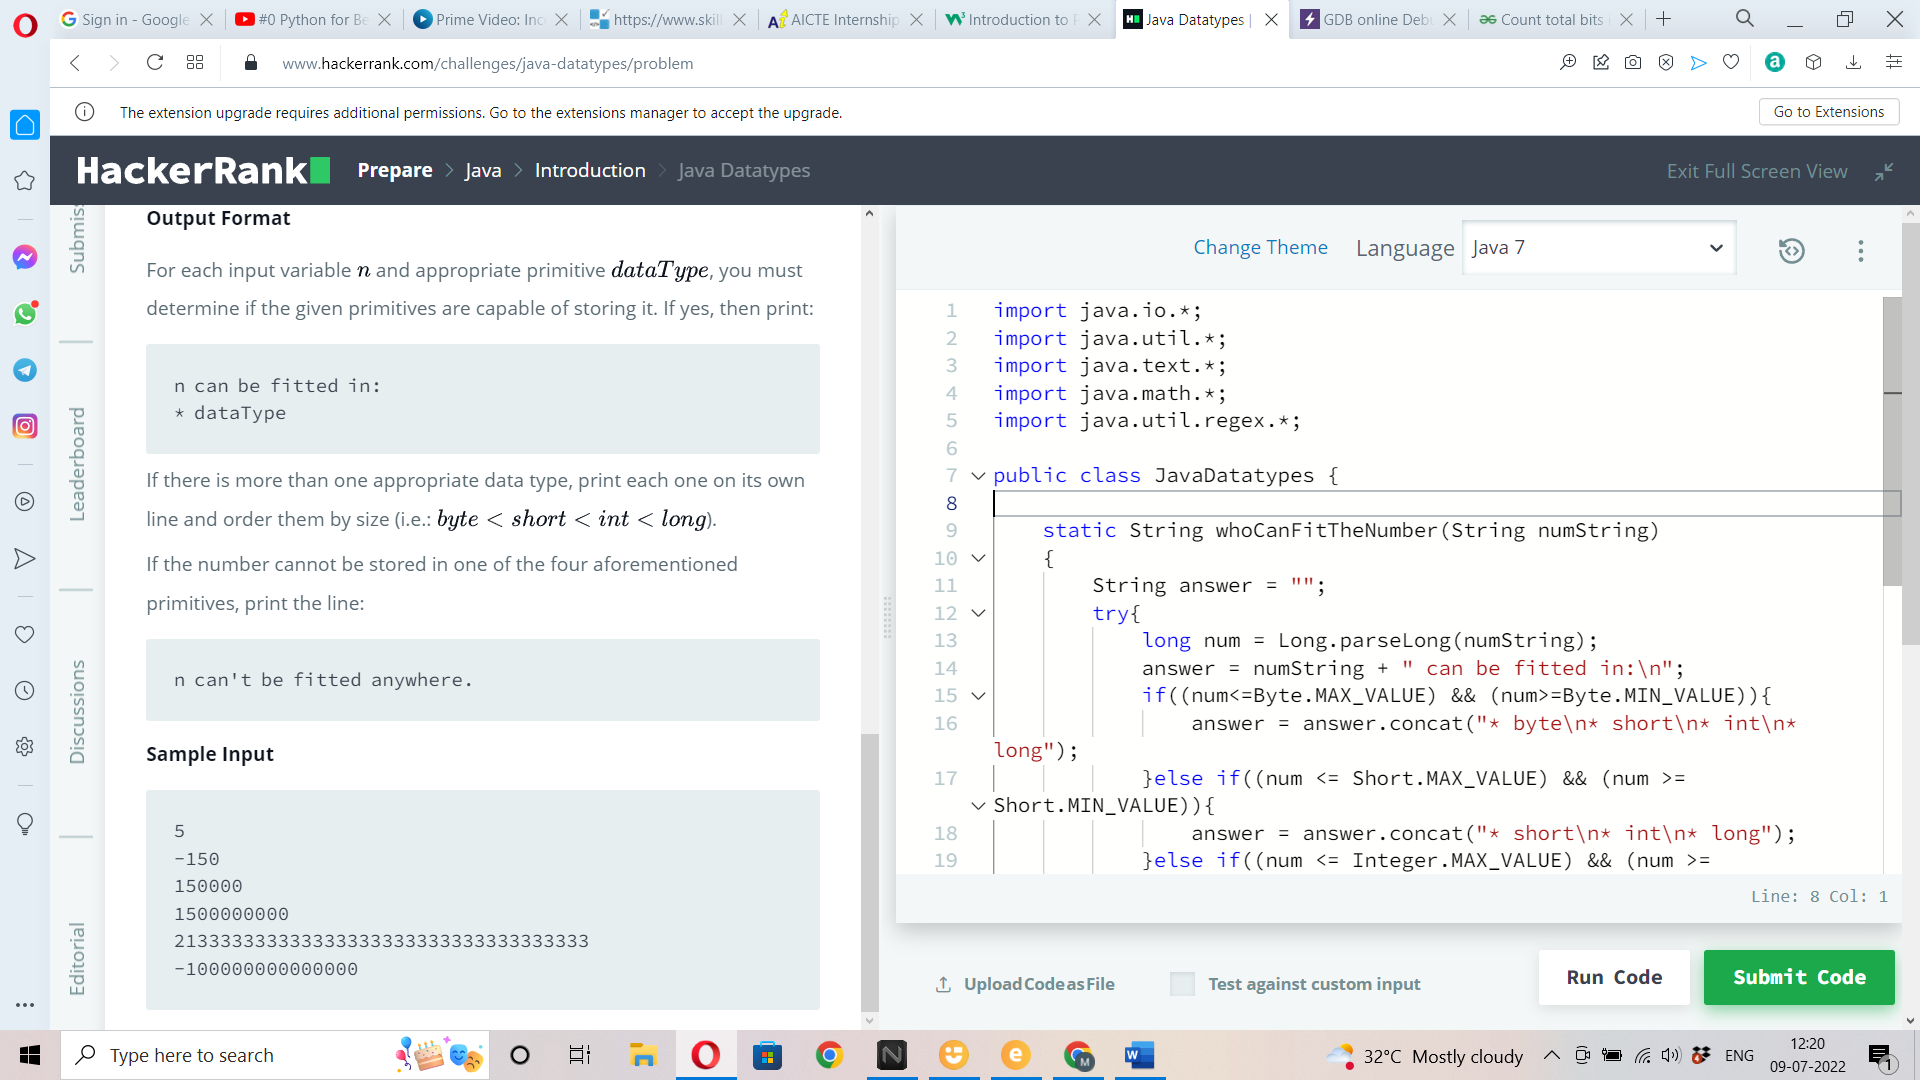 Sign in - Google
#0 Python for Be
Prime Video: Inc
https://www.skill
AICTE Internship
Introduction to
Java Datatypes |
GDB online Deb
Count total bits
www.hackerrank.com/challenges/java-datatypes/problem
The extension upgrade requires additional permissions. Go to the extensions manager to accept the upgrade.
Go to Extensions
HackerRank
Prepare > Java > Introduction > Java Datatypes
Exit Full Screen View
Submiss
Leaderboard
Discussions
Editorial
Output Format
For each input variable n and appropriate primitive dataType, you must
determine if the given primitives are capable of storing it. If yes, then print:
n can be fitted in:
* dataType
If there is more than one appropriate data type, print each one on its own
line and order them by size (i.e.: byte < short < int < long).
If the number cannot be stored in one of the four aforementioned
primitives, print the line:
n can't be fitted anywhere.
Sample Input
5
-150
150000
1500000000
213333333333333333333333333333333333
-100000000000000
Change Theme
Language
Java 7
1 import java.io.*;
2 import java.util.*;
3 import java.text.*;
4 import java.math.*;
5 import java.util.regex.*;
6
7 public class JavaDatatypes {
8
9 static String whoCanFitTheNumber(String numString)
10 {
11 String answer = "";
12 try{
13 long num = Long.parseLong(numString);
14 answer = numString + " can be fitted in:\n";
15 if((num<=Byte.MAX_VALUE) && (num>=Byte.MIN_VALUE)){
16 answer = answer.concat("* byte\n* short\n* int\n*
long");
17 }else if((num <= Short.MAX_VALUE) && (num >=
Short.MIN_VALUE)){
18 answer = answer.concat("* short\n* int\n* long");
19 }else if((num <= Integer.MAX_VALUE) && (num >=
Line: 8 Col: 1
Upload Code as File
Test against custom input
Run Code
Submit Code
Type here to search
32°C Mostly cloudy
ENG
12:20
09-07-2022
1